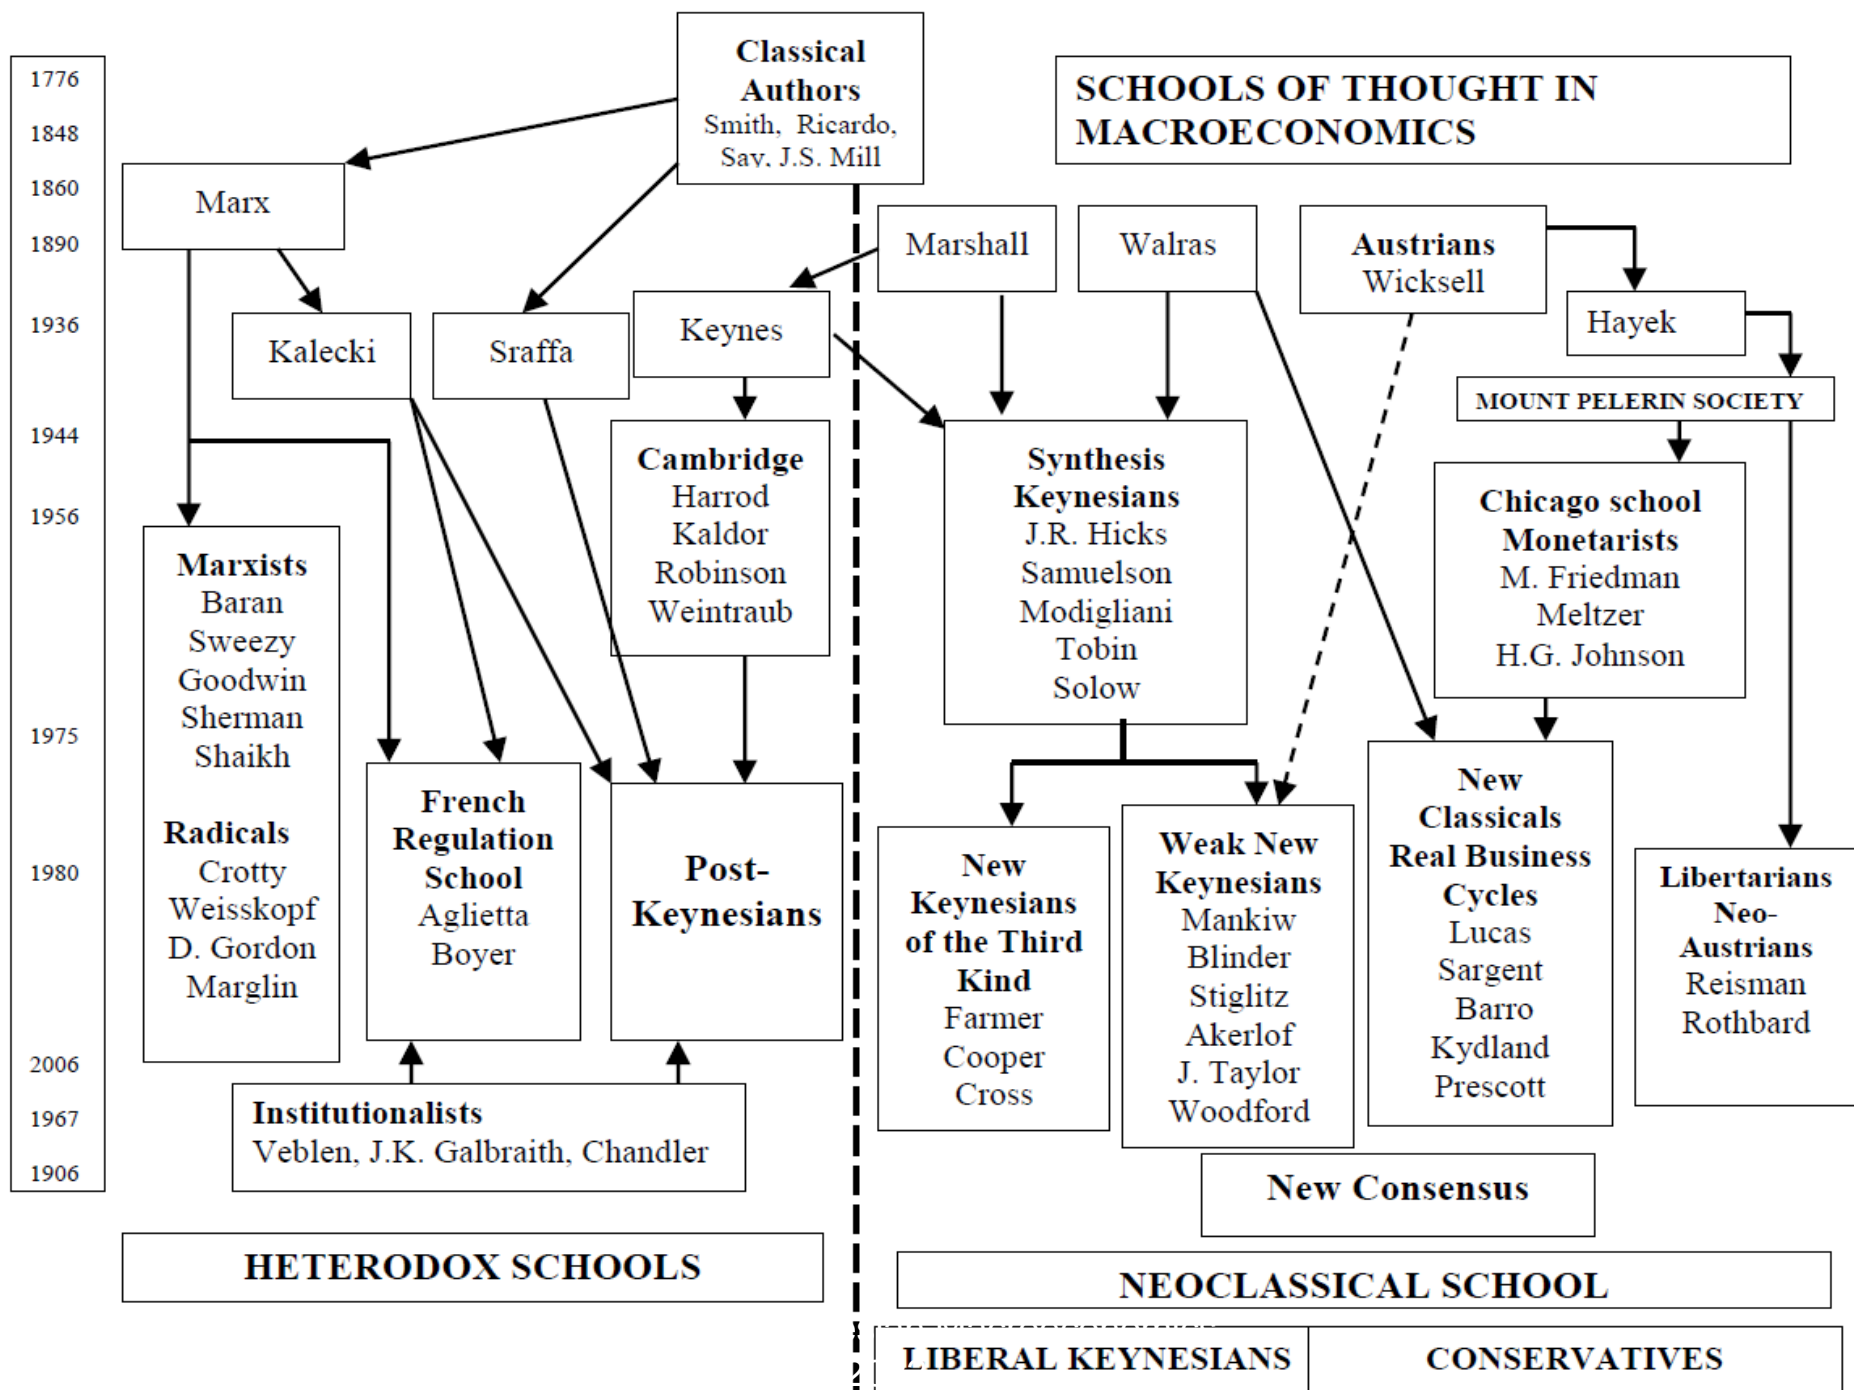 Classical
Authors
Smith, Ricardo,
Say, J.S. Mill
SCHOOLS OF THOUGHT IN
MACROECONOMICS
1776
1848
1860
1890
1936
1944
1956
1975
1980
2006
1967
1906
Marx
Marshall
Walras
Austrians
Wicksell
Hayek
Kalecki
Sraffa
Keynes
MOUNT PELERIN SOCIETY
Cambridge
Harrod
Kaldor
Robinson
Weintraub
Synthesis
Keynesians
J.R. Hicks
Samuelson
Modigliani
Tobin
Solow
Chicago school
Monetarists
M. Friedman
Meltzer
H.G. Johnson
Marxists
Baran
Sweezy
Goodwin
Sherman
Shaikh
Radicals
Crotty
Weisskopf
D. Gordon
Marglin
French
Regulation
School
Aglietta
Boyer
Post-
Keynesians
New
Keynesians
of the Third
Kind
Farmer
Cooper
Cross
Weak New
Keynesians
Mankiw
Blinder
Stiglitz
Akerlof
J. Taylor
Woodford
New
Classicals
Real Business
Cycles
Lucas
Sargent
Barro
Kydland
Prescott
Libertarians
Neo-
Austrians
Reisman
Rothbard
Institutionalists
Veblen, J.K. Galbraith, Chandler
New Consensus
HETERODOX SCHOOLS
NEOCLASSICAL SCHOOL
LIBERAL KEYNESIANS
CONSERVATIVES